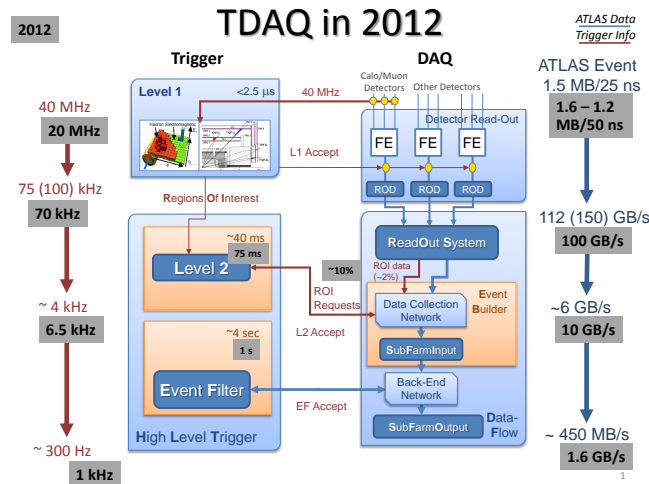 2012
TDAQ in 2012
ATLAS Data
Trigger Info
Trigger
DAQ
ATLAS Event
1.5 MB/25 ns
1.6 – 1.2
MB/50 ns
Level 1
<2.5 μs
40 MHz
Calo/Muon
Detectors
Other Detectors
Detector Read-Out
40 MHz
20 MHz
FE
FE
FE
L1 Accept
ROD
ROD
ROD
75 (100) kHz
70 kHz
Regions Of Interest
112 (150) GB/s
100 GB/s
~40 ms
75 ms
Level 2
ReadOut System
~10%
ROI data
(~2%)
ROI
Requests
Data Collection
Network
Event
Builder
~ 4 kHz
6.5 kHz
L2 Accept
SubFarmInput
~6 GB/s
10 GB/s
~4 sec
1 s
Event Filter
Back-End
Network
EF Accept
SubFarmOutput
Data-
Flow
High Level Trigger
~ 300 Hz
1 kHz
~ 450 MB/s
1.6 GB/s
1